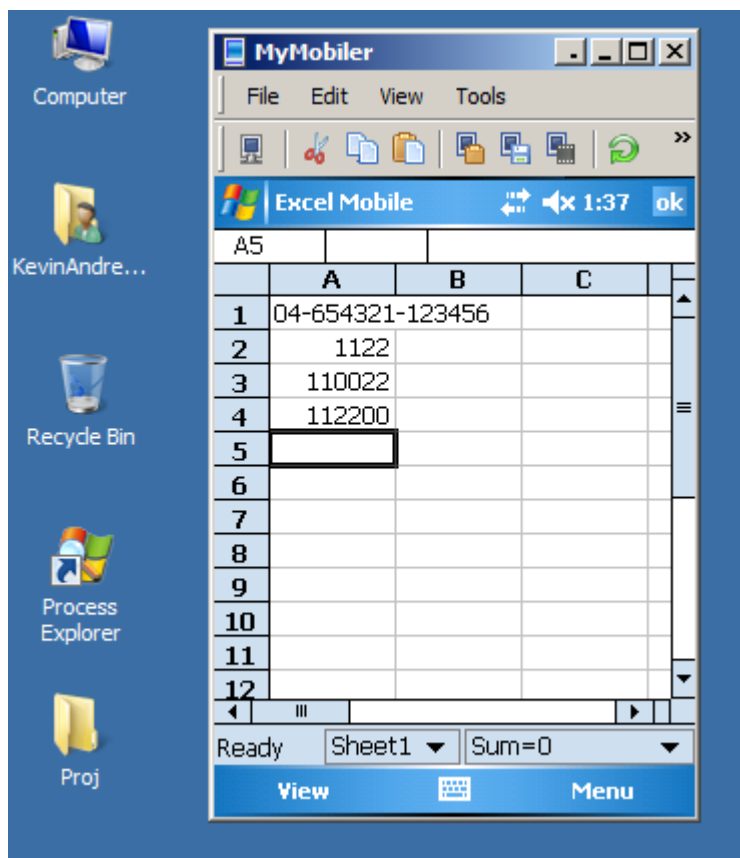 Computer
KevinAndre...
Recycle Bin
Process
Explorer
Proj
MyMobiler
File Edit View Tools
»
Excel Mobile 1:37 ok
A5
A B C
1 04-654321-123456
2 1122
3 110022
4 112200
5
6
7
8
9
10
11
12
Ready Sheet1 Sum=0
View Menu